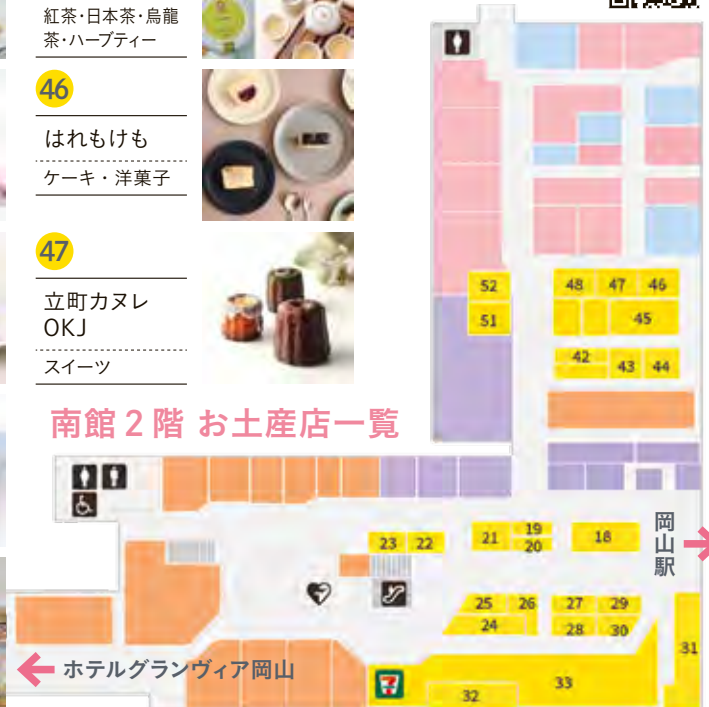 紅茶・日本茶・烏龍
茶・ハーブティー
46
はれもけも
ケーキ・洋菓子
47
立町カヌレ
OKJ
スイーツ
南館2階 お土産店一覧
52
48 47 46
51
45
42
43 44
岡山駅
23 22
21
19
20
18
25 26
27 29
24
28 30
31
ホテルグランヴィア岡山
7
33
32